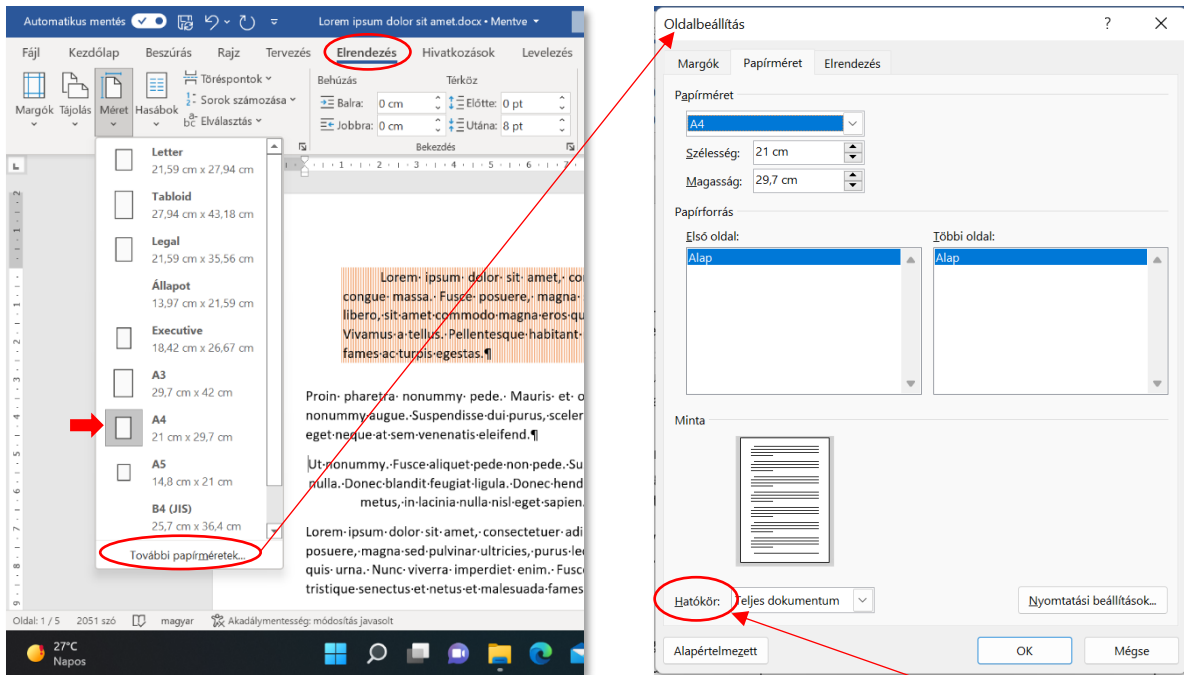 Automatikus mentés
Lorem ipsum dolor sit amet.docx • Mentve
Fájl Kezdőlap Beszúrás Rajz Tervezés Elrendezés Hivatkozások Levelezés
Margók Tájolás Méret Hasábok
Töréspontok
Sorok számozása
Elválasztás
Behúzás Térköz
Balra: 0 cm Előtte: 0 pt
Jobbra: 0 cm Utána: 8 pt
Bekezdés
Letter
21,59 cm x 27,94 cm
Tabloid
27,94 cm x 43,18 cm
Legal
21,59 cm x 35,56 cm
Állapot
13,97 cm x 21,59 cm
Executive
18,42 cm x 26,67 cm
A3
29,7 cm x 42 cm
A4
21 cm x 29,7 cm
A5
14,8 cm x 21 cm
B4 (JIS)
25,7 cm x 36,4 cm
További papírméretek...
Lorem· ipsum· dolor· sit· amet,·
congue· massa.· Fusce· posuere,· magna·
libero,·sit·amet·commodo·magna·eros·
Vivamus·a·tellus.·Pellentesque·habitant·
fames·ac·turpis·egestas.¶
Proin· pharetra· nonummy· pede.· Mauris· et·
nonummy·augue.·Suspendisse·dui·purus,·
eget·neque·at·sem·venenatis·eleifend.¶
Ut·nonummy.·Fusce·aliquet·pede·non·pede.·
nulla.·Donec·blandit·feugiat·ligula.·Donec·
metus,·in·lacinia·nulla·nisl·eget·sapien.
Lorem·ipsum·dolor·sit·amet,·consectetuer·
posuere,·magna·sed·pulvinar·ultricies,·purus·
quis· urna.· Nunc· viverra· imperdiet· enim.·
tristique·senectus·et·netus·et·malesuada·fames
Oldal: 1 / 5 2051 szó magyar Akadálymentesség: módosítás javasolt
27°C
Napos
Oldalbeállítás ?
Margók Papírméret Elrendezés
Papírméret
A4
Szélesség: 21 cm
Magasság: 29,7 cm
Papírforrás
Első oldal: Többi oldal:
Alap Alap
Minta
Hatókör: Teljes dokumentum Nyomtatási beállítások...
Alapértelmezett OK Mégse